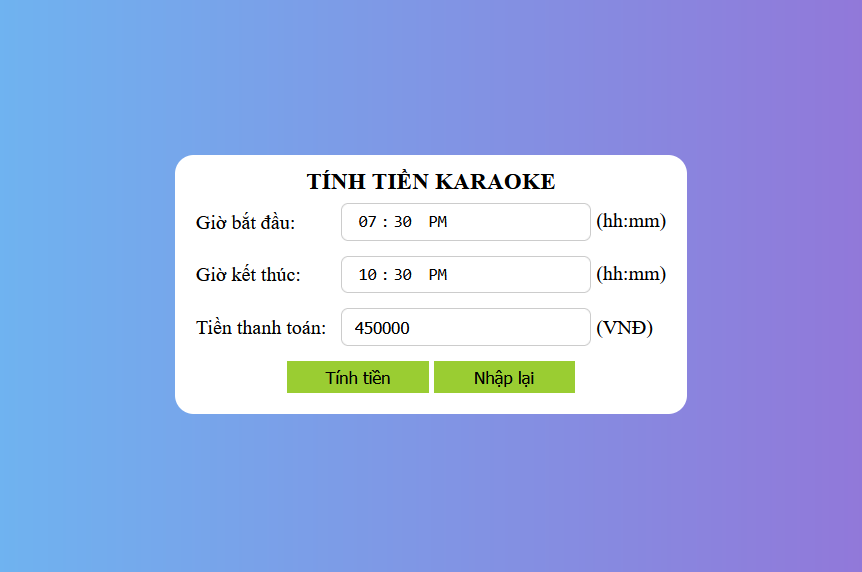 TÍNH TIỀN KARAOKE
Giờ bắt đầu: 07 : 30 PM (hh:mm)
Giờ kết thúc: 10 : 30 PM (hh:mm)
Tiền thanh toán: 450000 (VNĐ)
Tính tiền Nhập lại